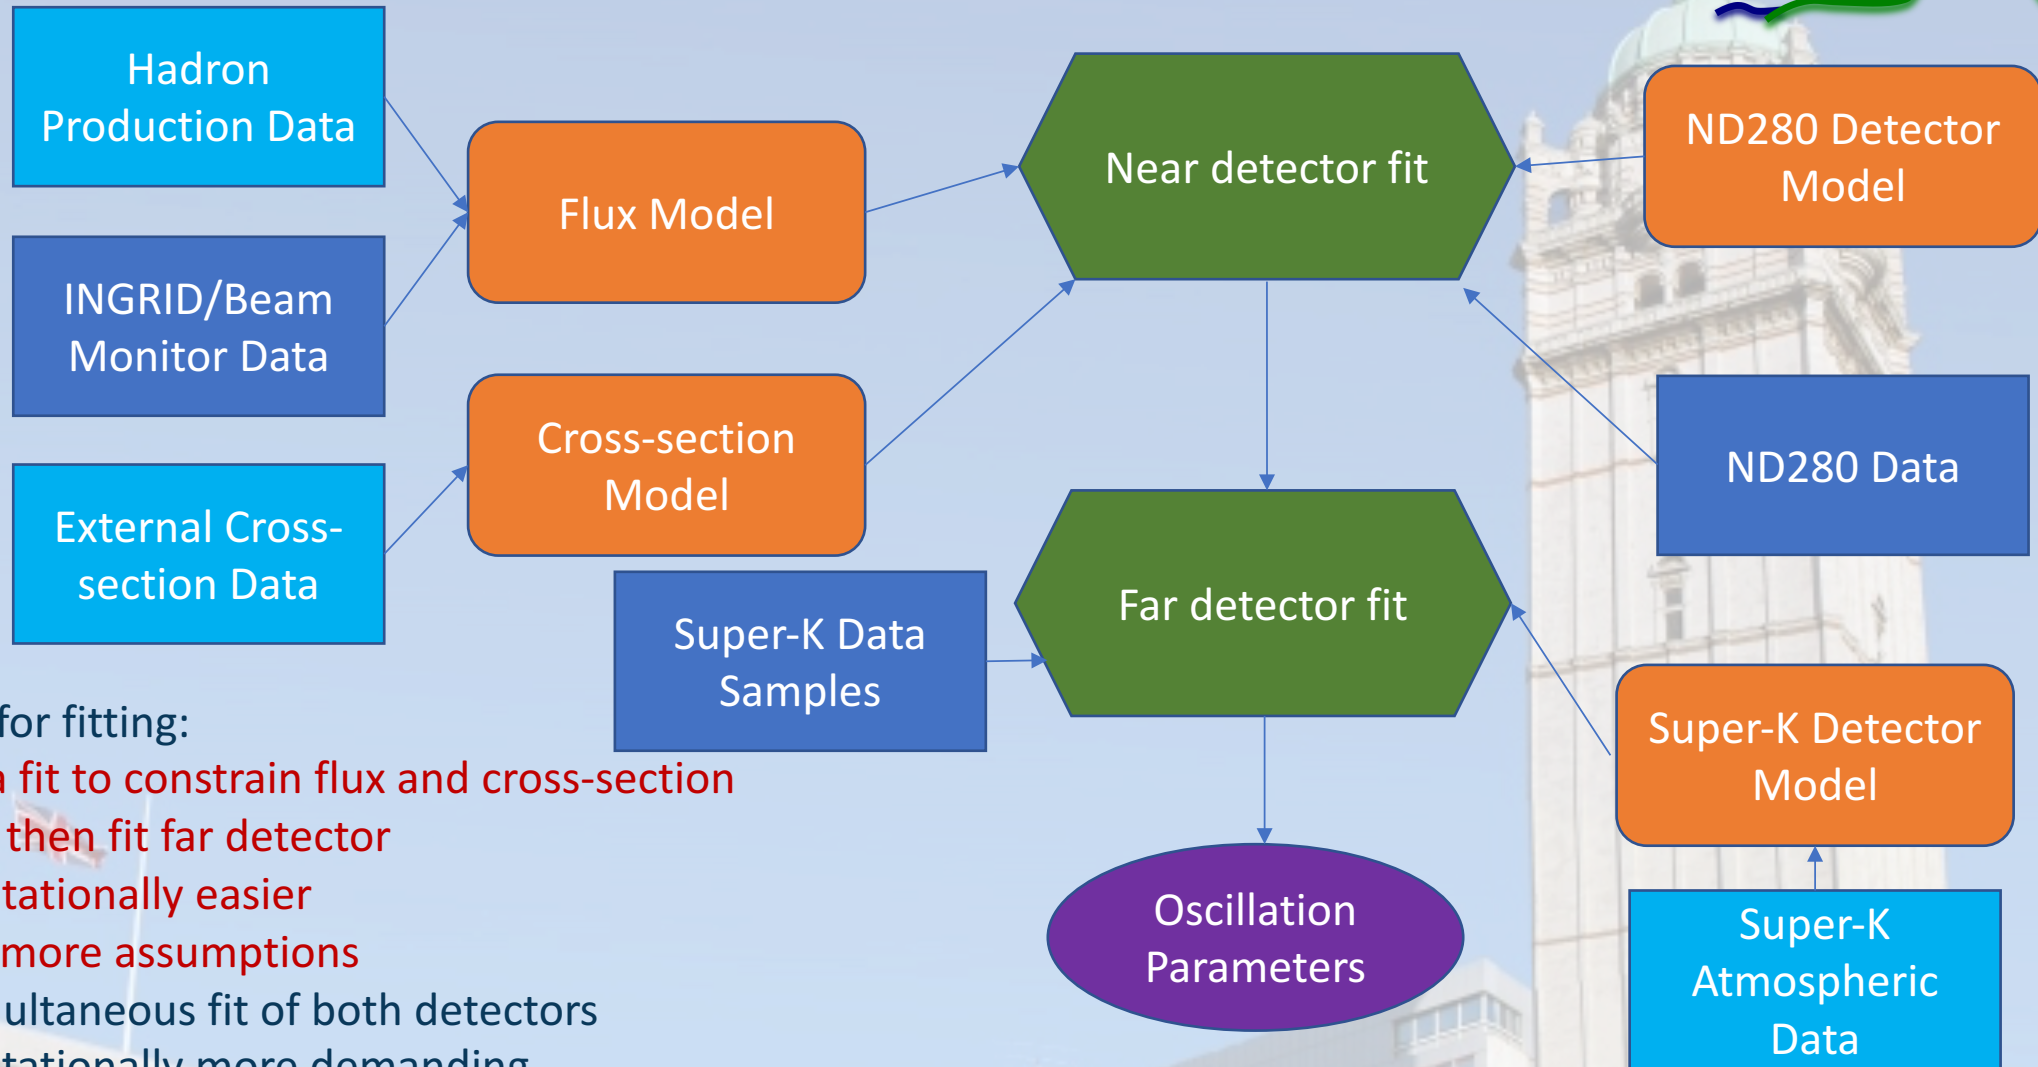 Hadron
Production Data
INGRID/Beam
Monitor Data
External Cross-
section Data
Flux Model
Cross-section
Model
Near detector fit
ND280 Detector
Model
ND280 Data
Super-K Data
Samples
Far detector fit
Super-K Detector
Model
Oscillation
Parameters
Super-K
Atmospheric
Data
for fitting:
fit to constrain flux and cross-section
then fit far detector
tationally easier
more assumptions
ultaneous fit of both detectors
tationally more demanding